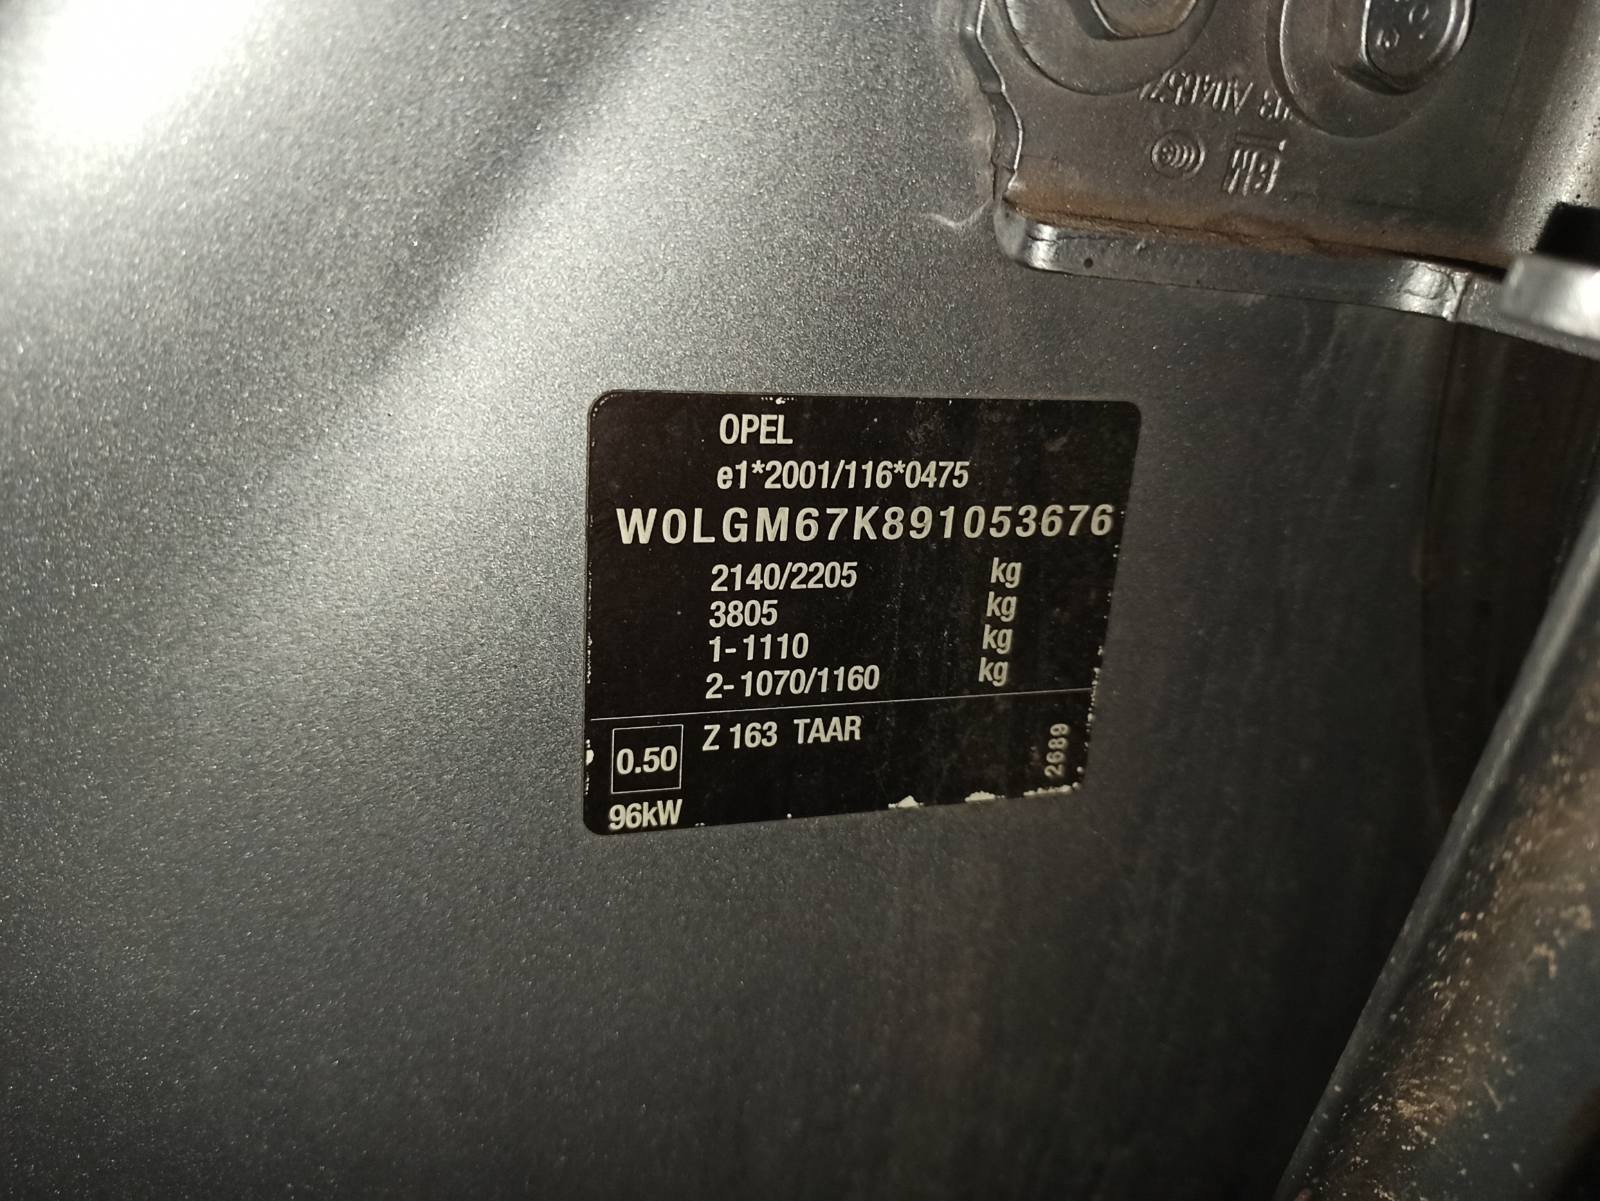 GM
OPEL
e1*2001/116*0475
W0LGM67K891053676
2140/2205 kg
3805 kg
1-1110 kg
2-1070/1160 kg
0.50
Z 163 TAAR
2689
96kW